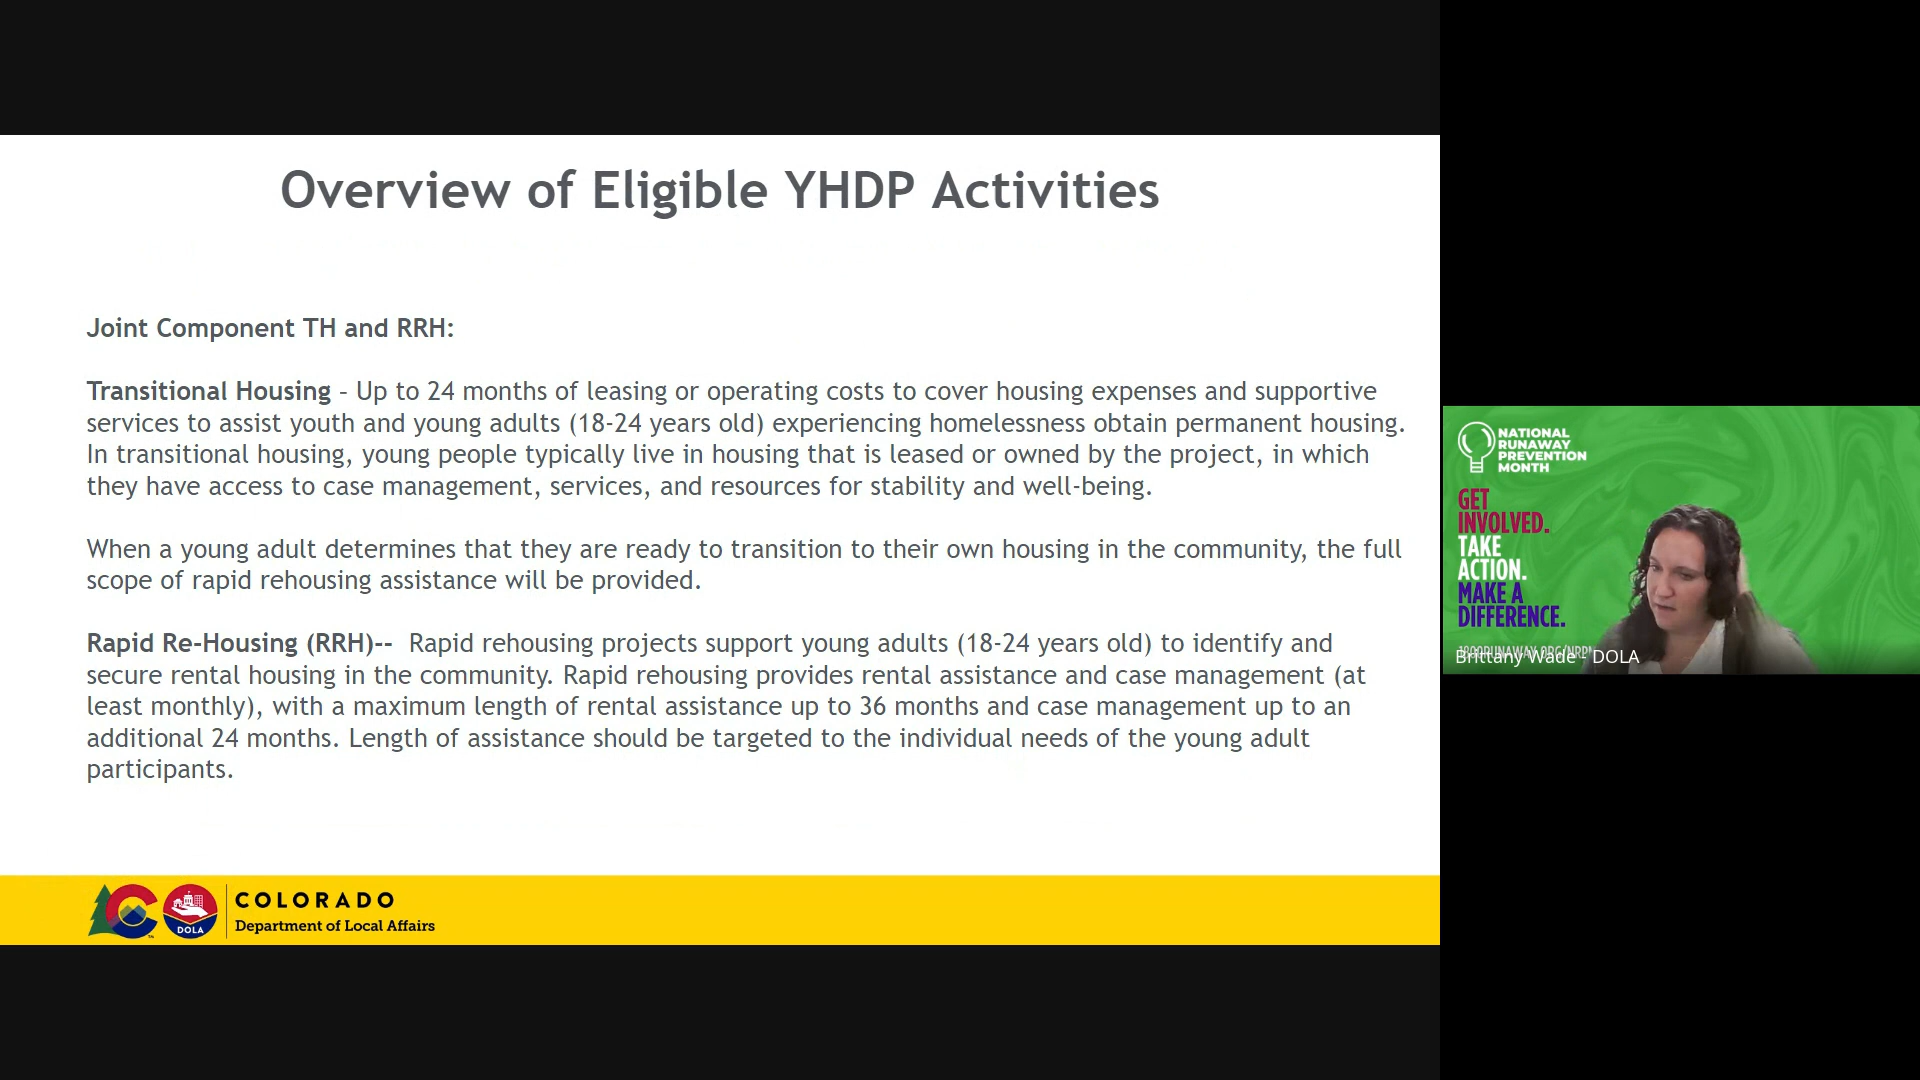 Overview of Eligible YHDP Activities
Joint Component TH and RRH:
Transitional Housing – Up to 24 months of leasing or operating costs to cover housing expenses and supportive
services to assist youth and young adults (18-24 years old) experiencing homelessness obtain permanent housing.
In transitional housing, young people typically live in housing that is leased or owned by the project, in which
they have access to case management, services, and resources for stability and well-being.
When a young adult determines that they are ready to transition to their own housing in the community, the full
scope of rapid rehousing assistance will be provided.
Rapid Re-Housing (RRH)-- Rapid rehousing projects support young adults (18-24 years old) to identify and
secure rental housing in the community. Rapid rehousing provides rental assistance and case management (at
least monthly), with a maximum length of rental assistance up to 36 months and case management up to an
additional 24 months. Length of assistance should be targeted to the individual needs of the young adult
participants.
DOLA
COLORADO
Department of Local Affairs
NATIONAL
RUNAWAY
PREVENTION
MONTH
GET
INVOLVED.
TAKE
ACTION.
MAKE A
DIFFERENCE.
Brittany Wade - DOLA